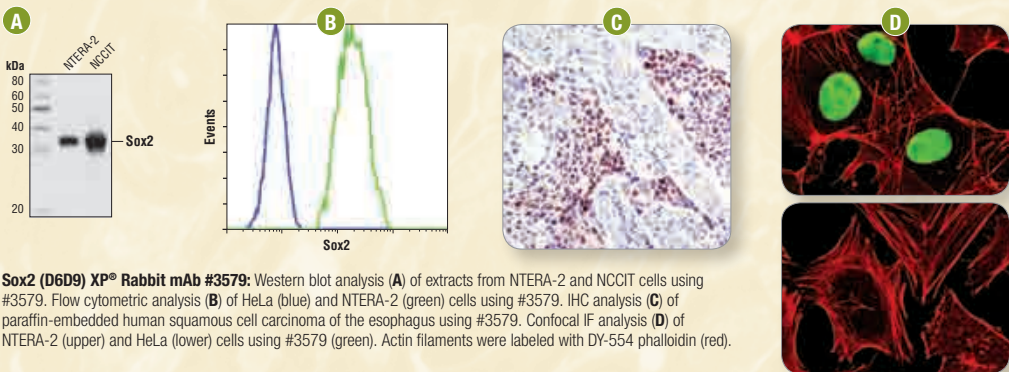 A
NTERA-2
NCCIT
kDa
80
60
50
40
30
20
Sox2
B
Events
Sox2
C
D
Sox2 (D6D9) XP® Rabbit mAb #3579: Western blot analysis (A) of extracts from NTERA-2 and NCCIT cells using
#3579. Flow cytometric analysis (B) of HeLa (blue) and NTERA-2 (green) cells using #3579. IHC analysis (C) of
paraffin-embedded human squamous cell carcinoma of the esophagus using #3579. Confocal IF analysis (D) of
NTERA-2 (upper) and HeLa (lower) cells using #3579 (green). Actin filaments were labeled with DY-554 phalloidin (red).